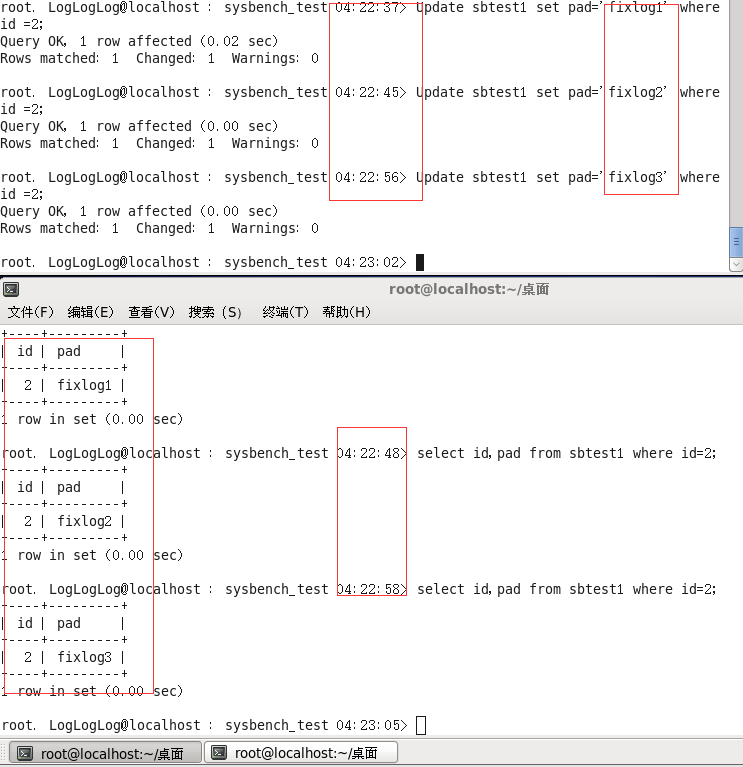 root. LogLogLog@localhost : sysbench_test 04:22:37> Update sbtest1 set pad='fixlog1' where
id =2;
Query OK, 1 row affected (0.02 sec)
Rows matched: 1  Changed: 1  Warnings: 0
root. LogLogLog@localhost : sysbench_test 04:22:45> Update sbtest1 set pad='fixlog2' where
id =2;
Query OK, 1 row affected (0.00 sec)
Rows matched: 1  Changed: 1  Warnings: 0
root. LogLogLog@localhost : sysbench_test 04:22:56> Update sbtest1 set pad='fixlog3' where
id =2;
Query OK, 1 row affected (0.00 sec)
Rows matched: 1  Changed: 1  Warnings: 0
root. LogLogLog@localhost : sysbench_test 04:23:02>
root@localhost:~/桌面
文件(F) 编辑(E) 查看(V) 搜索 (S) 终端(T) 帮助(H)
+----+---------+
| id | pad     |
+----+---------+
|  2 | fixlog1 |
+----+---------+
1 row in set (0.00 sec)
root. LogLogLog@localhost : sysbench_test 04:22:48> select id,pad from sbtest1 where id=2;
+----+---------+
| id | pad     |
+----+---------+
|  2 | fixlog2 |
+----+---------+
1 row in set (0.00 sec)
root. LogLogLog@localhost : sysbench_test 04:22:58> select id,pad from sbtest1 where id=2;
+----+---------+
| id | pad     |
+----+---------+
|  2 | fixlog3 |
+----+---------+
1 row in set (0.00 sec)
root. LogLogLog@localhost : sysbench_test 04:23:05>
root@localhost:~/桌面 root@localhost:~/桌面